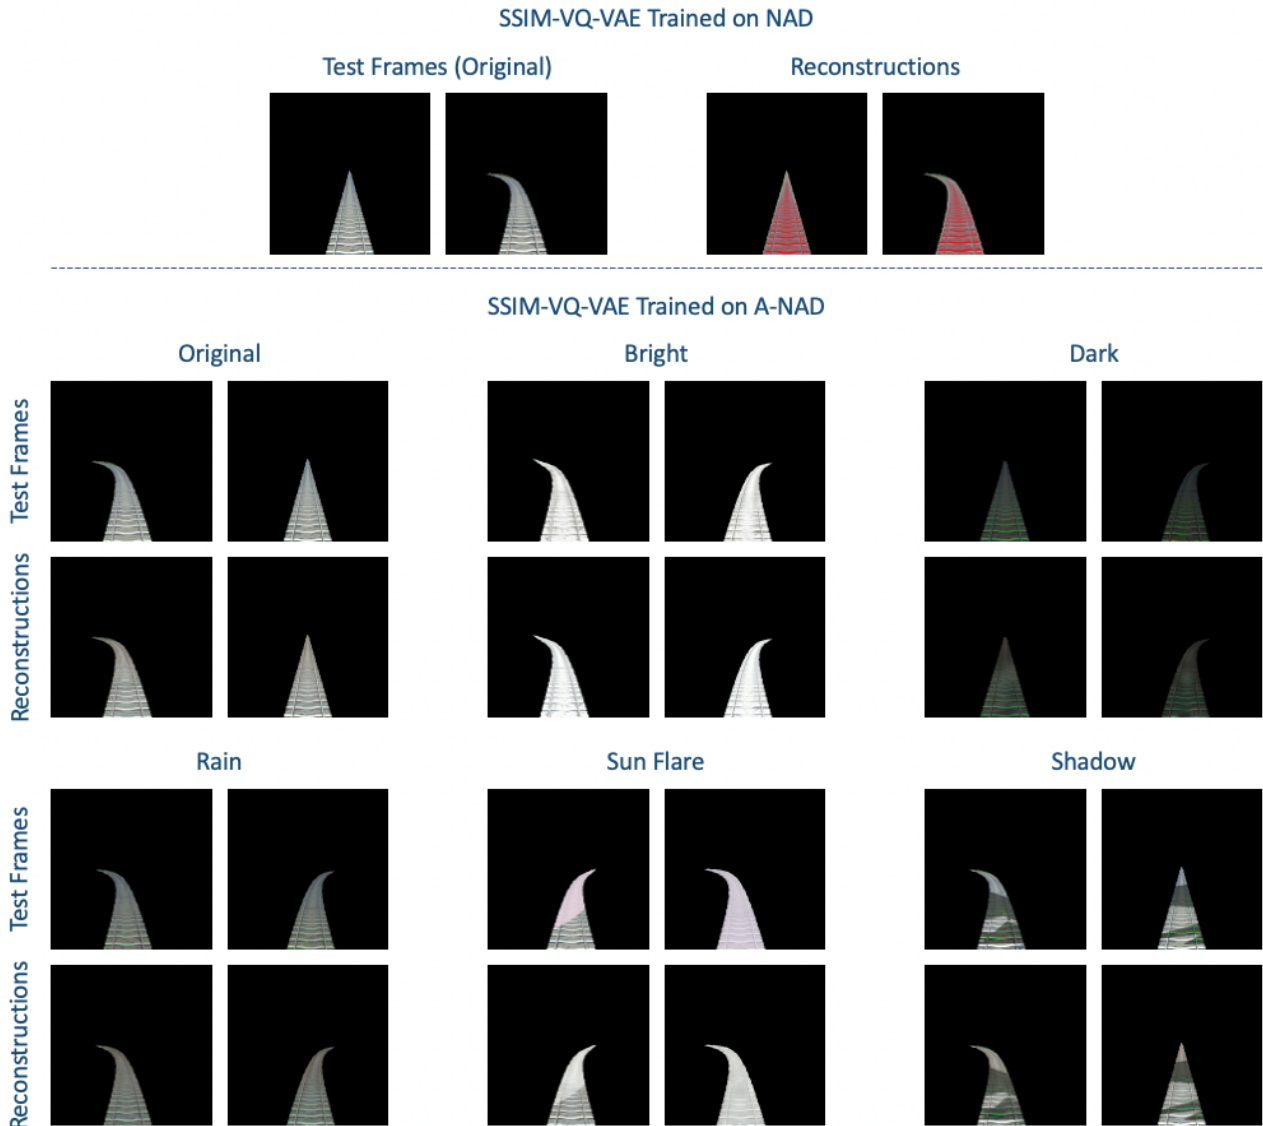 SSIM-VQ-VAE Trained on NAD
Test Frames (Original)
Reconstructions
SSIM-VQ-VAE Trained on A-NAD
Original
Bright
Dark
Test Frames
Reconstructions
Rain
Sun Flare
Shadow
Test Frames
Reconstructions